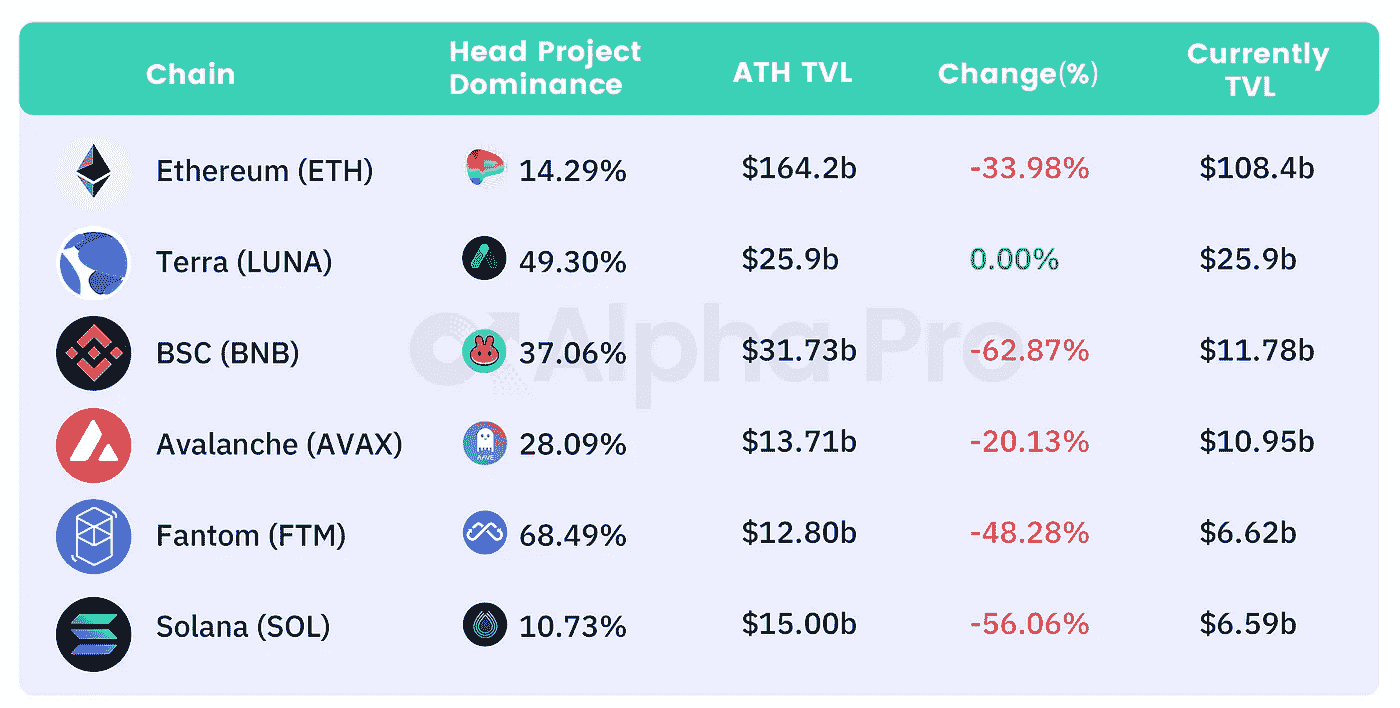 Chain
Head Project
Dominance
ATH TVL
Change(%)
Currently
TVL
Ethereum (ETH) 14.29% $164.2b -33.98% $108.4b
Terra (LUNA) 49.30% $25.9b 0.00% $25.9b
BSC (BNB) 37.06% $31.73b -62.87% $11.78b
Alpha Pro
Avalanche (AVAX) AAVE 28.09% $13.71b -20.13% $10.95b
Fantom (FTM) 68.49% $12.80b -48.28% $6.62b
Solana (SOL) 10.73% $15.00b -56.06% $6.59b